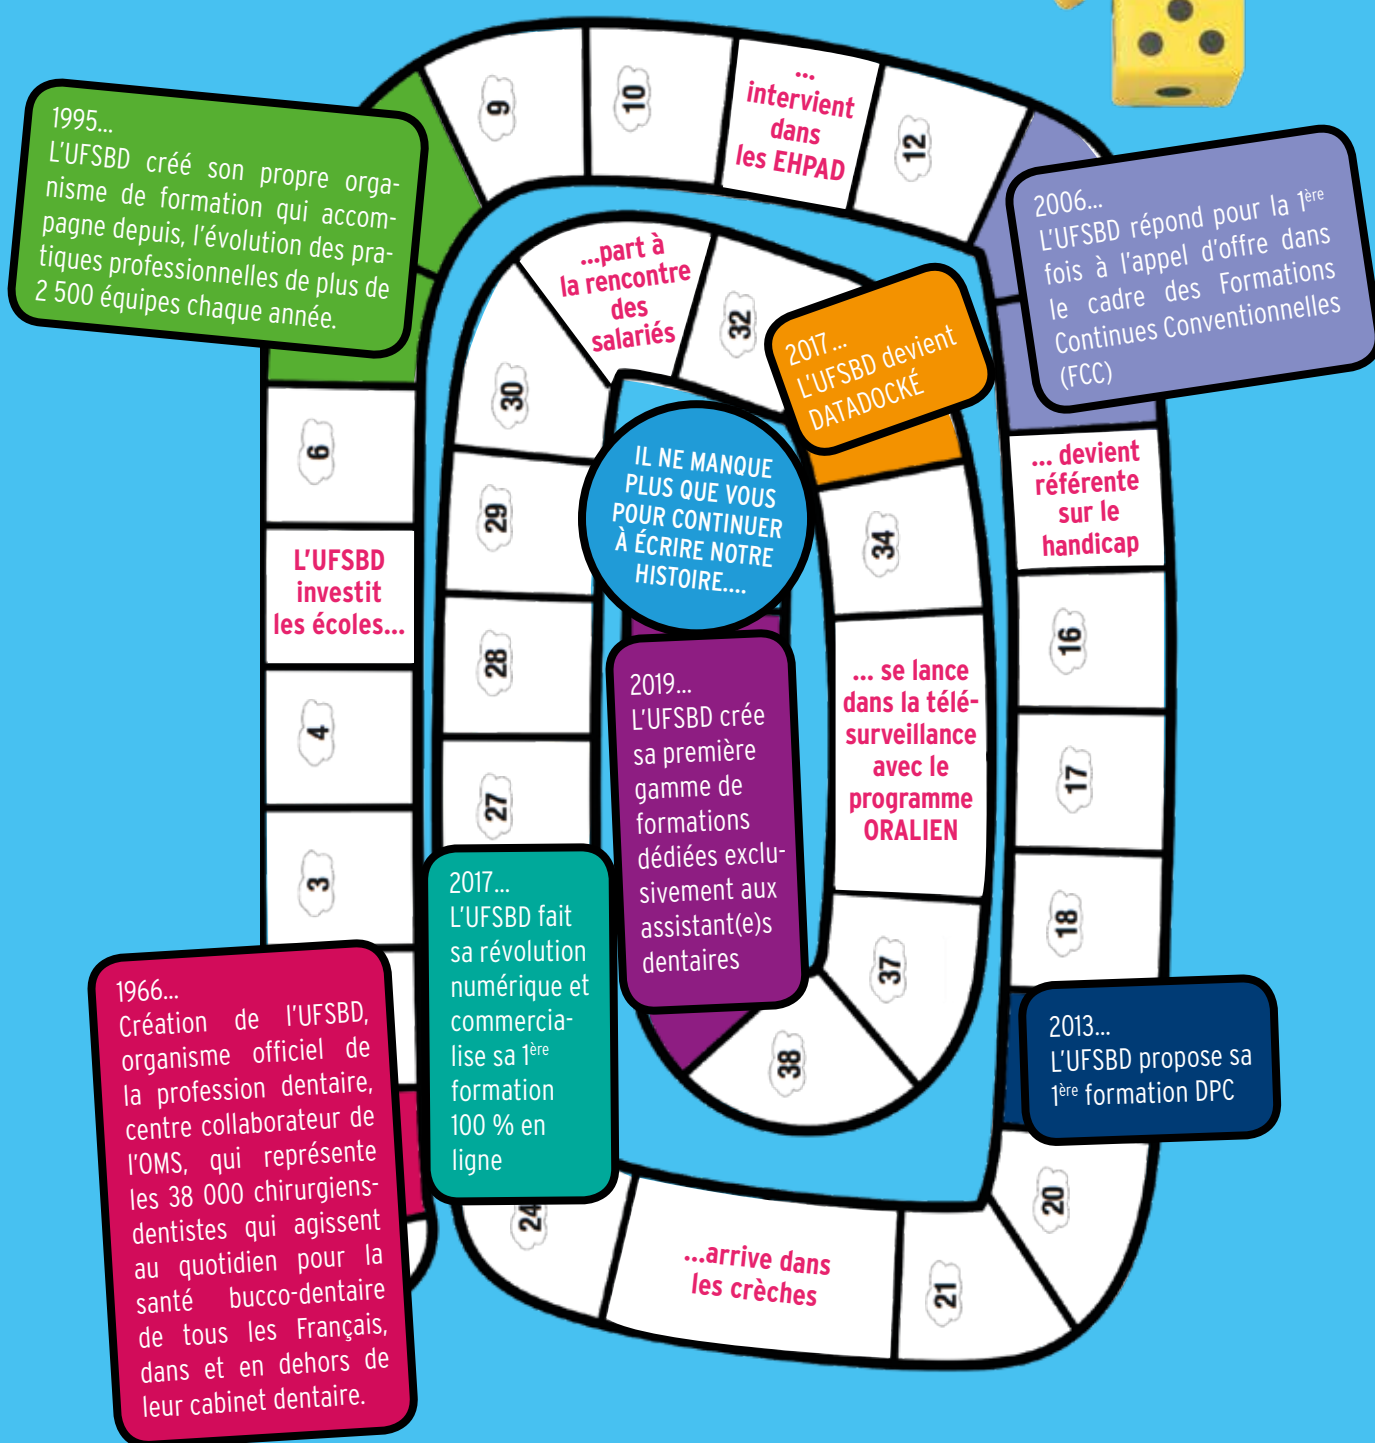 1966...
Création de l'UFSBD,
organisme officiel de
la profession dentaire,
centre collaborateur de
l'OMS, qui représente
les 38 000 chirurgiens-
dentistes qui agissent
au quotidien pour la
santé bucco-dentaire
de tous les Français,
dans et en dehors de
leur cabinet dentaire.
3
4
L'UFSBD
investit
les écoles...
6
1995...
L'UFSBD créé son propre orga-
nisme de formation qui accom-
pagne depuis, l'évolution des pra-
tiques professionnelles de plus de
2 500 équipes chaque année.
9
10
...
intervient
dans
les EHPAD
12
2006...
L'UFSBD répond pour la 1ère
fois à l'appel d'offre dans
le cadre des Formations
Continues Conventionnelles
(FCC)
... devient
référente
sur le
handicap
16
17
18
2013...
L'UFSBD propose sa
1ère formation DPC
20
21
...arrive dans
les crèches
24
2017...
L'UFSBD fait
sa révolution
numérique et
commercia-
lise sa 1ère
formation
100 % en
ligne
27
28
29
30
...part à
la rencontre
des
salariés
32
2017...
L'UFSBD devient
DATADOCKÉ
34
... se lance
dans la télé-
surveillance
avec le
programme
ORALIEN
37
38
2019...
L'UFSBD crée
sa première
gamme de
formations
dédiées exclu-
sivement aux
assistant(e)s
dentaires
IL NE MANQUE
PLUS QUE VOUS
POUR CONTINUER
À ÉCRIRE NOTRE
HISTOIRE....